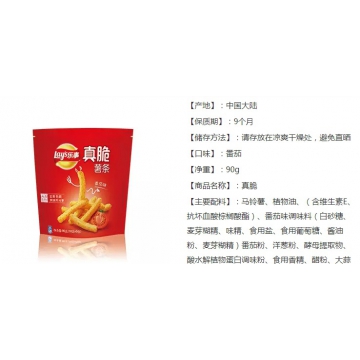 Lay's乐事
真脆
薯条
【产地】：中国大陆
【保质期】：9个月
【储存方法】：请存放在凉爽干燥处，避免直晒
【口味】：番茄
【净重】：90g
【商品名称】：真脆
【主要配料】：马铃薯、植物油、（含维生素E、
抗坏血酸棕榈酸酯）、番茄味调味料（白砂糖、
麦芽糊精、味精、食用盐、食用葡萄糖、酱油
粉、麦芽糊精）番茄粉、洋葱粉、酵母提取物、
酸水解植物蛋白调味粉、食用香精、醋粉、大蒜